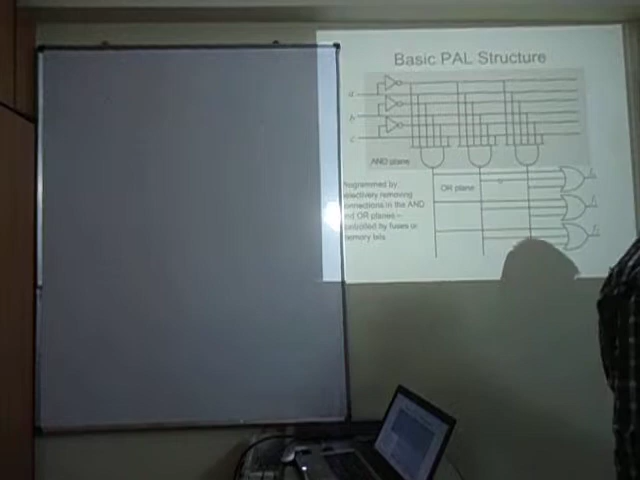 Basic PAL Structure
a
b
c
AND plane
OR plane
Programmed by
selectively removing
connections in the AND
and OR planes –
controlled by fuses or
memory bits